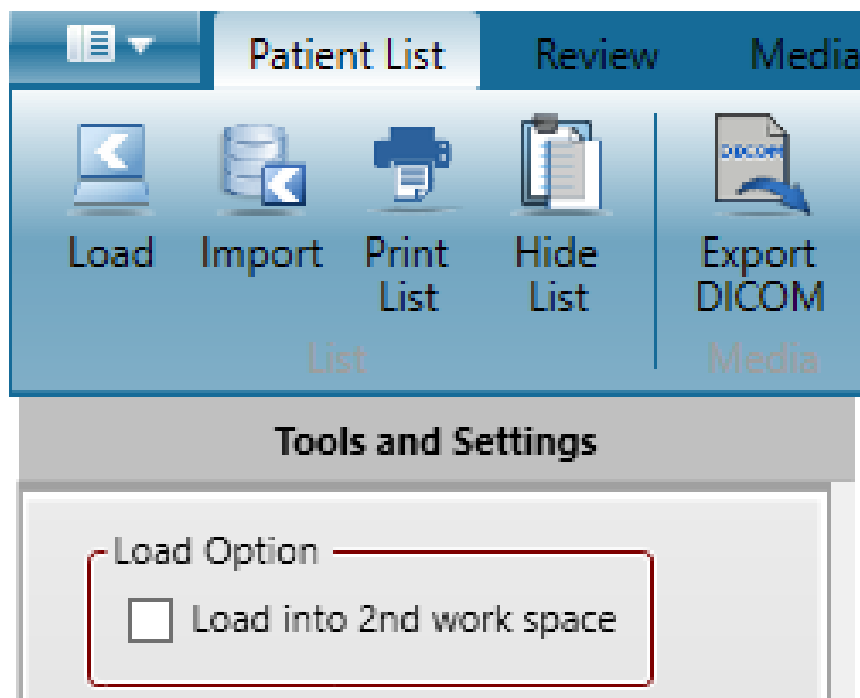 Patient List Review Media
Load Import Print List Hide List Export DICOM
List Media
Tools and Settings
Load Option
Load into 2nd work space